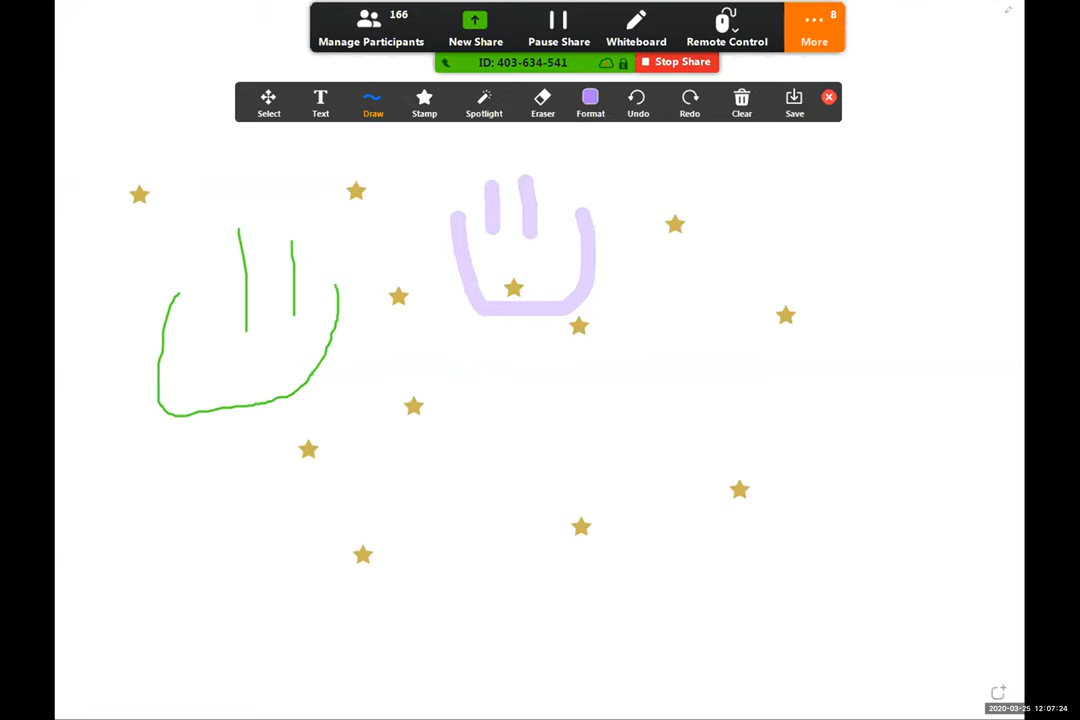 166
8
Manage Participants
New Share
Pause Share
Whiteboard
Remote Control
More
ID: 403-634-541
Stop Share
Select
Text
Draw
Stamp
Spotlight
Eraser
Format
Undo
Redo
Clear
Save
2020-03-25 12:07:24